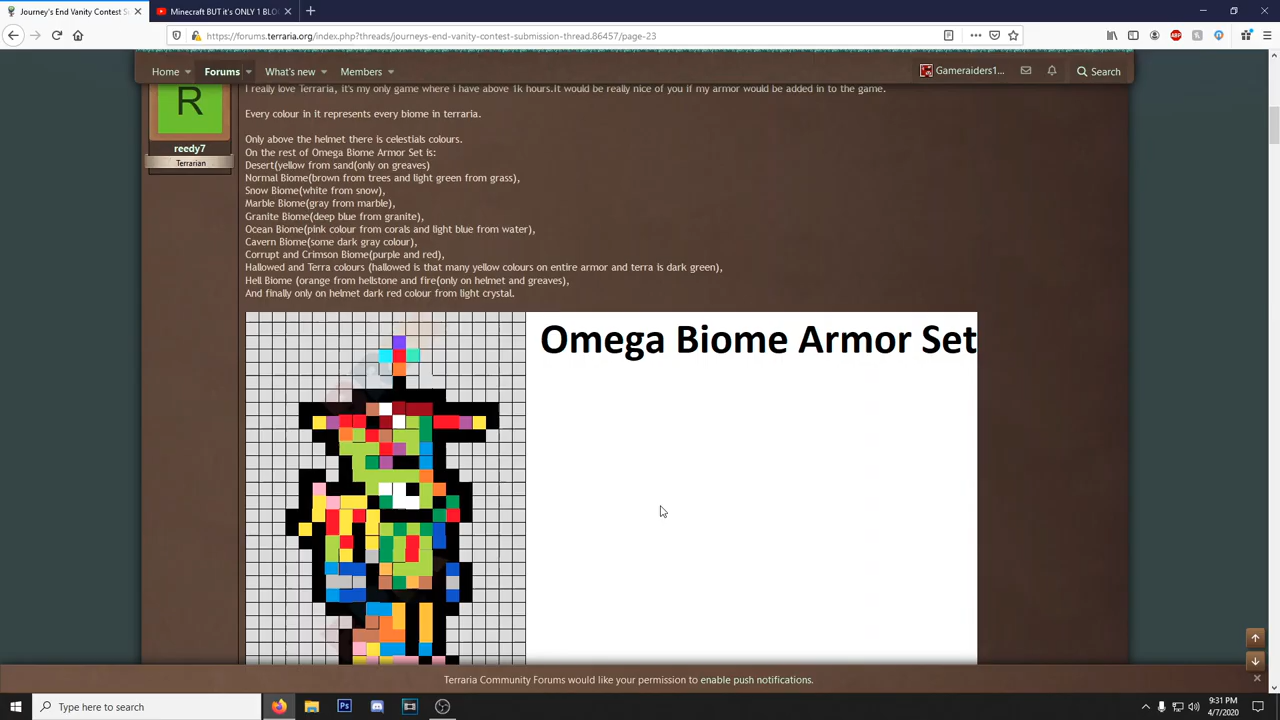 Journey's End Vanity Contest S
Minecraft BUT it's ONLY 1 BLO
https://forums.terraria.org/index.php?threads/journeys-end-vanity-contest-submission-thread.86457/page-23
Home Forums What's new Members Gameraiders1... Search
I really love Terraria, it's my only game where i have above 1k hours.It would be really nice of you if my armor would be added in to the game.
R
Every colour in it represents every biome in terraria.
reedy7
Terrarian
Only above the helmet there is celestials colours.
On the rest of Omega Biome Armor Set is:
Desert(yellow from sand(only on greaves)
Normal Biome(brown from trees and light green from grass),
Snow Biome(white from snow),
Marble Biome(gray from marble),
Granite Biome(deep blue from granite),
Ocean Biome(pink colour from corals and light blue from water),
Cavern Biome(some dark gray colour),
Corrupt and Crimson Biome(purple and red),
Hallowed and Terra colours (hallowed is that many yellow colours on entire armor and terra is dark green),
Hell Biome (orange from hellstone and fire(only on helmet and greaves),
And finally only on helmet dark red colour from light crystal.
Omega Biome Armor Set
Terraria Community Forums would like your permission to enable push notifications.
Type here to search
9:31 PM
4/7/2020